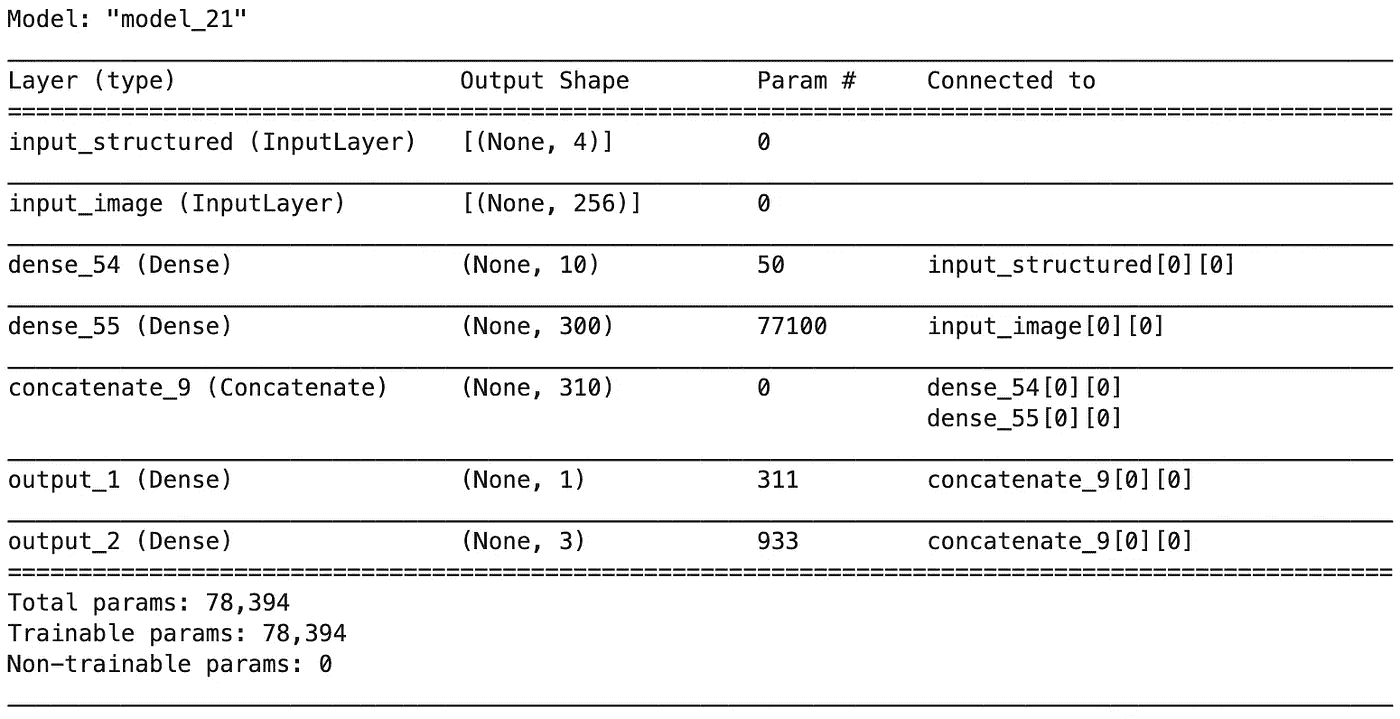 Model: "model_21"
Layer (type) Output Shape Param # Connected to
input_structured (InputLayer) [(None, 4)] 0
input_image (InputLayer) [(None, 256)] 0
dense_54 (Dense) (None, 10) 50 input_structured[0][0]
dense_55 (Dense) (None, 300) 77100 input_image[0][0]
concatenate_9 (Concatenate) (None, 310) 0 dense_54[0][0]
dense_55[0][0]
output_1 (Dense) (None, 1) 311 concatenate_9[0][0]
output_2 (Dense) (None, 3) 933 concatenate_9[0][0]
Total params: 78,394
Trainable params: 78,394
Non-trainable params: 0